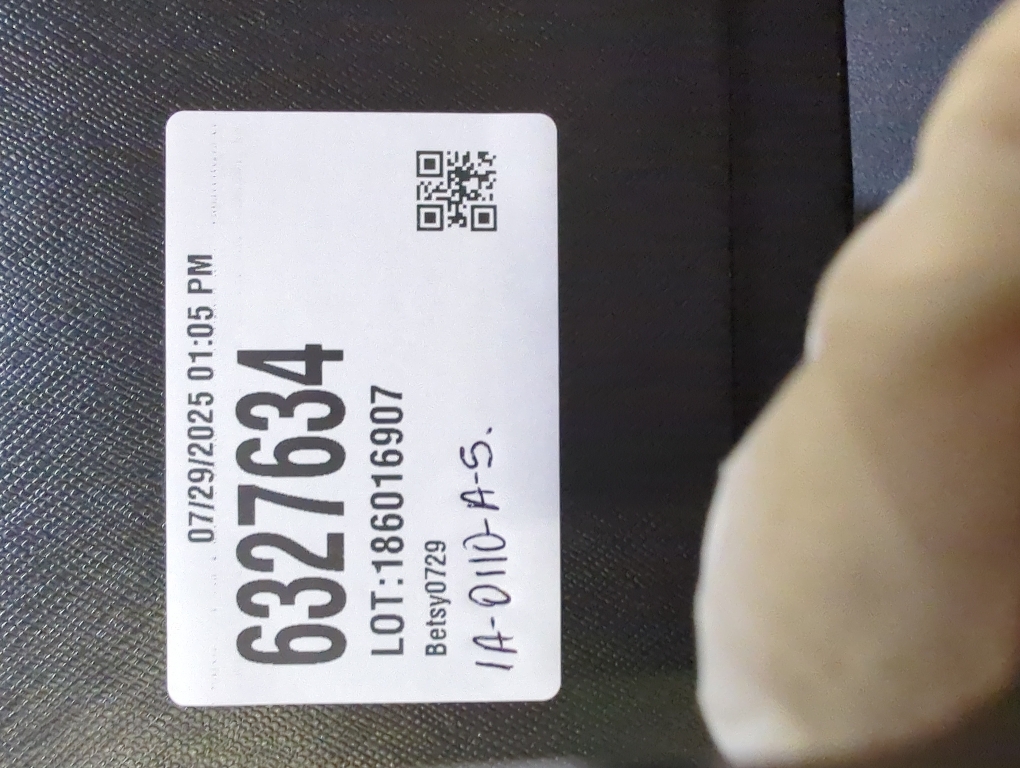 07/29/2025 01:05 PM
6327634
LOT:186016907
Betsy0729
1A-0110-A-5.